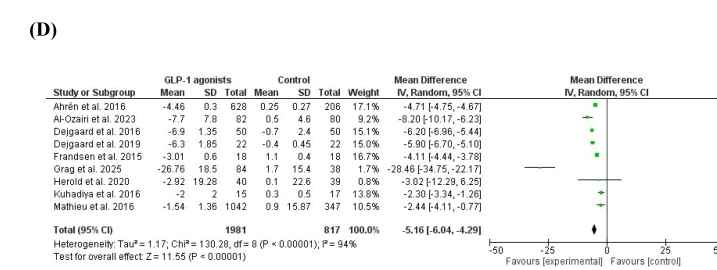 (D)
GLP-1 agonists Control Mean Difference Mean Difference
Study or Subgroup Mean SD Total Mean SD Total Weight IV, Random, 95% CI IV, Random, 95% CI
Ahrén et al. 2016 -4.46 0.3 628 0.25 0.27 206 17.1% -4.71 [-4.75, -4.67]
Al-Ozairi et al. 2023 -7.7 7.8 82 0.5 4.6 80 11.0% -8.20 [-10.17, -6.23]
Dejgaard et al. 2016 -6.9 1.35 50 -0.7 2.4 50 15.8% -6.20 [-6.96, -5.44]
Dejgaard et al. 2019 -6.3 1.85 22 -0.4 0.45 22 15.7% -5.90 [-6.70, -5.10]
Frandsen et al. 2015 -3.01 0.6 18 1.1 0.4 18 16.8% -4.11 [-4.44, -3.78]
Grag et al. 2025 -26.76 18.5 84 1.7 15.4 38 1.8% -28.46 [-34.75, -22.17]
Herold et al. 2020 -2.92 19.28 40 0.1 22.6 39 0.9% -3.02 [-12.29, 6.25]
Kuhadiya et al. 2016 -2 2 15 0.3 0.5 17 13.8% -2.30 [-3.34, -1.26]
Mathieu et al. 2016 -1.54 1.36 1042 0.9 15.87 347 11.9% -2.44 [-4.11, -0.77]
Total (95% CI) 1981 817 100.0% -5.16 [-6.04, -4.29]
Heterogeneity: Tau² = 1.17; Chi² = 130.28, df = 8 (P < 0.00001); I² = 94%
Test for overall effect: Z = 11.55 (P < 0.00001)
-50 -25 0 25
Favours [experimental] Favours [control]